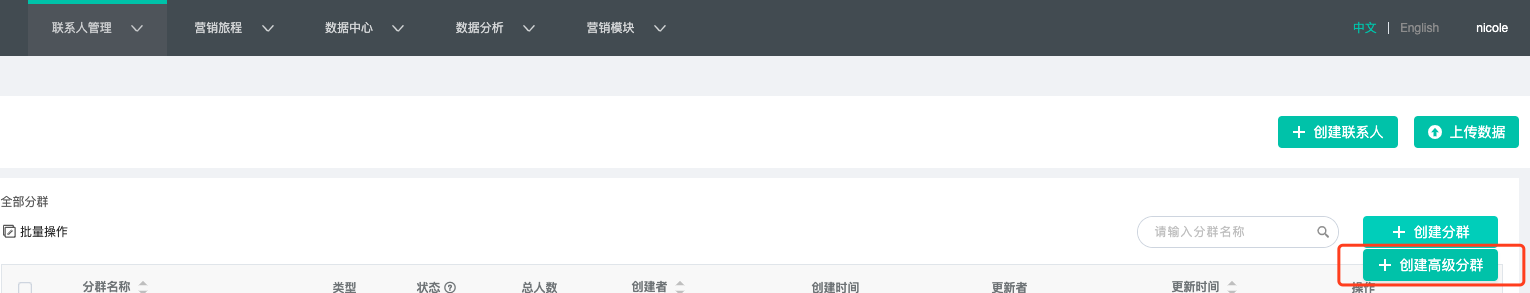 联系人管理 营销旅程 数据中心 数据分析 营销模块 中文 | English nicole
+ 创建联系人 上传数据
全部分群
批量操作 请输入分群名称 + 创建分群
+ 创建高级分群
分群名称 类型 状态 总人数 创建者 创建时间 更新者 更新时间 操作